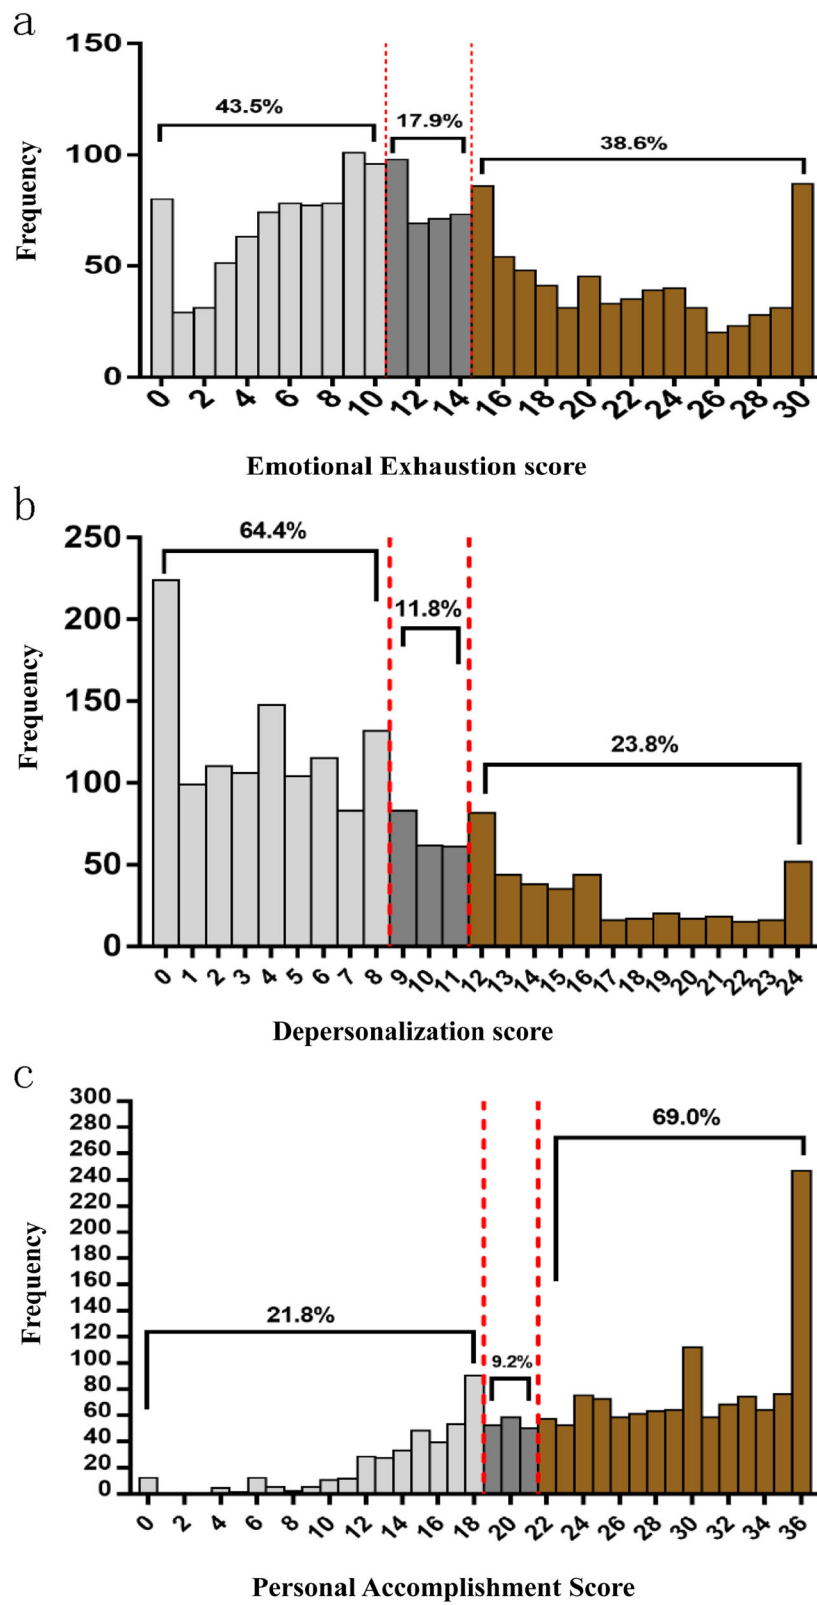 a
150
100
50
0
Frequency
43.5%
17.9%
38.6%
0 2 4 6 8 10 12 14 16 18 20 22 24 26 28 30
Emotional Exhaustion score
b
250
200
150
100
50
0
Frequency
64.4%
11.8%
23.8%
0 1 2 3 4 5 6 7 8 9 10 11 12 13 14 15 16 17 18 19 20 21 22 23 24
Depersonalization score
c
300
280
260
240
220
200
180
160
140
120
100
80
60
40
20
0
Frequency
21.8%
9.2%
69.0%
0 2 4 6 8 10 12 14 16 18 20 22 24 26 28 30 32 34 36
Personal Accomplishment Score